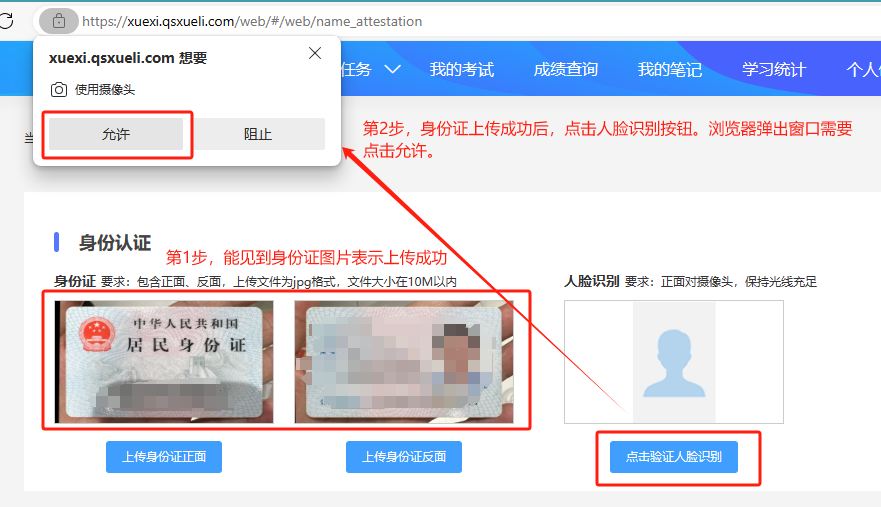 https://xuexi.qsxueli.com/web/#/web/name_attestation
xuexi.qsxueli.com 想要
使用摄像头
允许 阻止
任务 我的考试 成绩查询 我的笔记 学习统计
第2步，身份证上传成功后，点击人脸识别按钮。浏览器弹出窗口需要
点击允许。
身份认证
第1步，能见到身份证图片表示上传成功
身份证 要求：包含正面、反面，上传文件为jpg格式，文件大小在10M以内
人脸识别 要求：正面对摄像头，保持光线充足
中华人民共和国
居民身份证
上传身份证正面 上传身份证反面 点击验证人脸识别